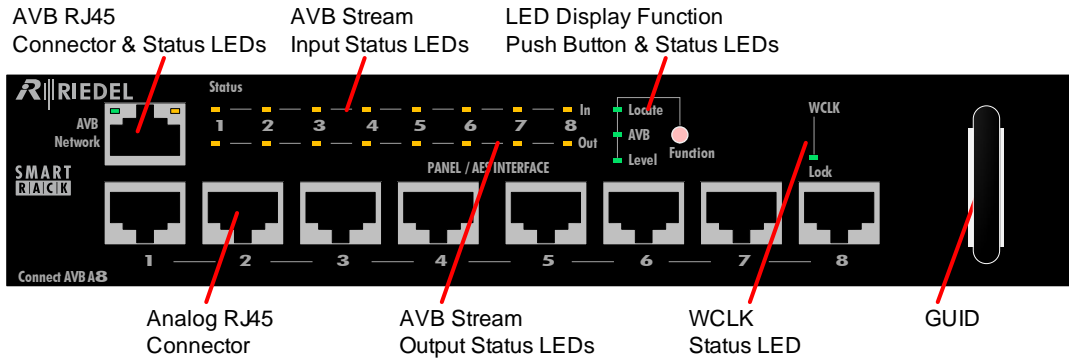 AVB RJ45
Connector & Status LEDs
AVB Stream
Input Status LEDs
LED Display Function
Push Button & Status LEDs
RIEDEL
Status
In
1 2 3 4 5 6 7 8
Out
AVB
Network
Locate
AVB
Level
Function
WCLK
Lock
PANEL / AES INTERFACE
SMART
RACK
1 2 3 4 5 6 7 8
Connect AVB A8
Analog RJ45
Connector
AVB Stream
Output Status LEDs
WCLK
Status LED
GUID